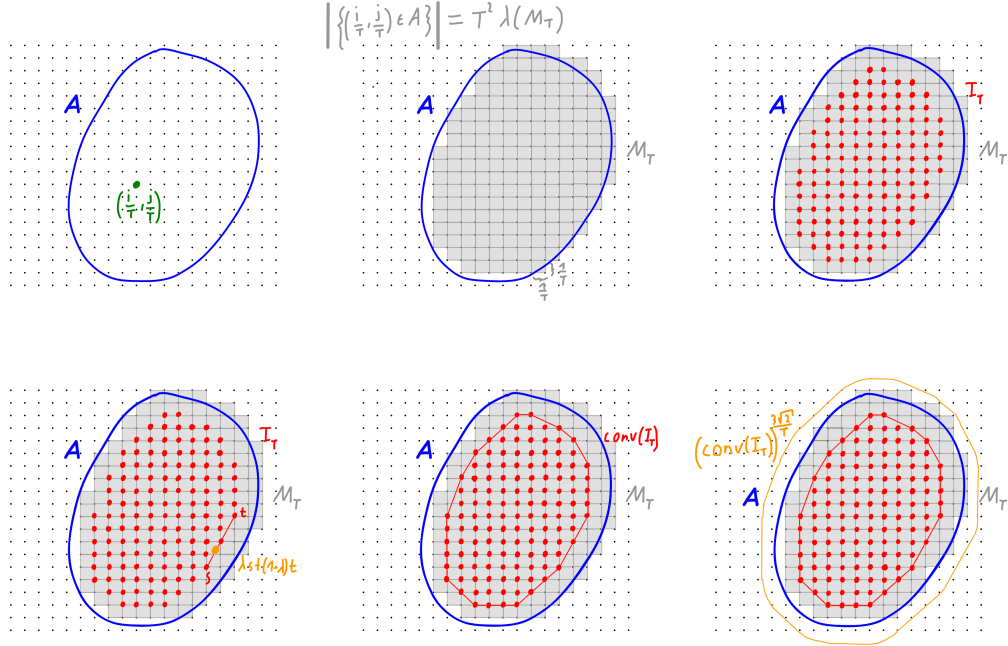 |{(i/T, j/T) ∈ A}| = T² λ(M_T)
A
(i/T, j/T)
A
M_T
1/T
1/T
A
I_T
M_T
A
I_T
M_T
t
s
λs+(1-λ)t
A
conv(I_T)
M_T
(conv(I_T))^{3√2/T}
A
M_T